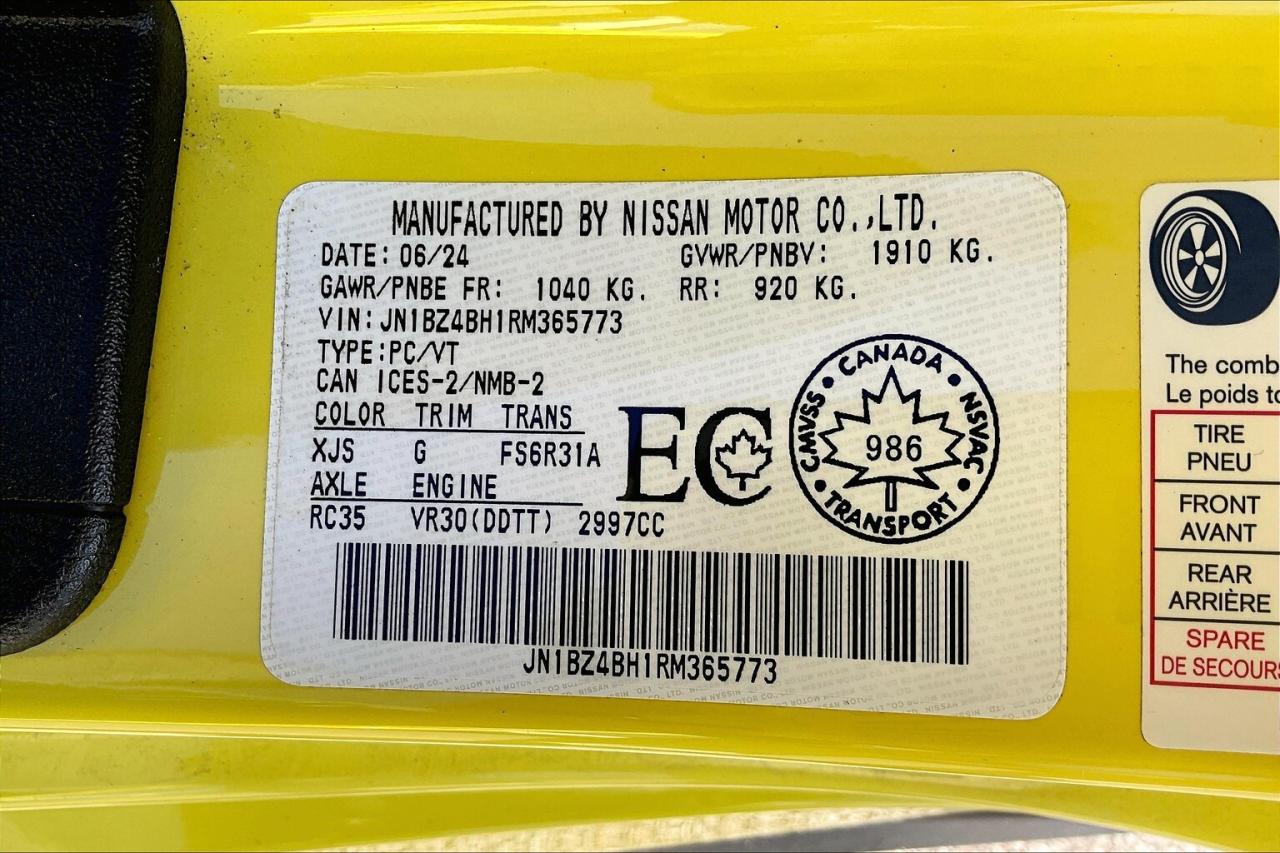 MANUFACTURED BY NISSAN MOTOR CO.,LTD.
DATE: 06/24 GVWR/PNBV: 1910 KG.
GAWR/PNBE FR: 1040 KG. RR: 920 KG.
VIN: JN1BZ4BH1RM365773
TYPE:PC/VT
CAN ICES-2/NMB-2
COLOR TRIM TRANS
XJS G FS6R31A
AXLE ENGINE
RC35 VR30(DDTT) 2997CC
EC
CANADA
CMVSS NSVAC
986
TRANSPORT
JN1BZ4BH1RM365773
The comb
Le poids to
TIRE
PNEU
FRONT
AVANT
REAR
ARRIÈRE
SPARE
DE SECOURS